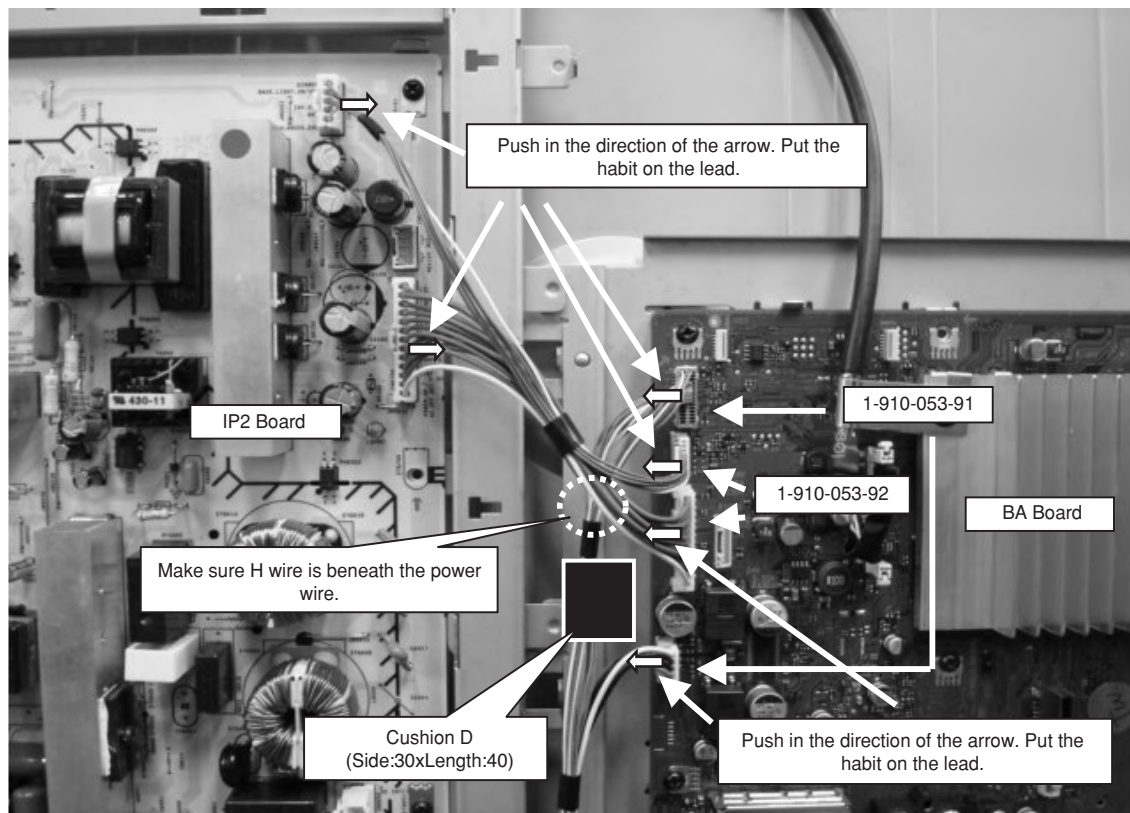 Push in the direction of the arrow. Put the
habit on the lead.
430-11
IP2 Board
1-910-053-91
1-910-053-92
BA Board
Make sure H wire is beneath the power
wire.
Cushion D
(Side:30xLength:40)
Push in the direction of the arrow. Put the
habit on the lead.